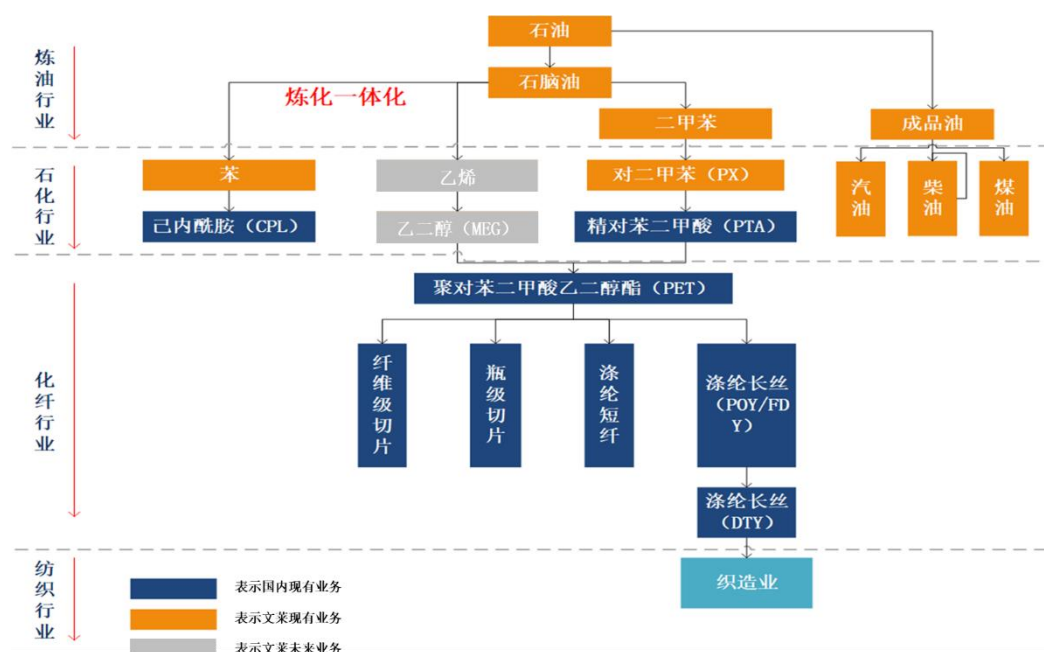 石油
炼油行业
石脑油
炼化一体化
二甲苯
成品油
石化行业
苯
乙烯
对二甲苯（PX）
汽油
柴油
煤油
己内酰胺（CPL）
乙二醇（MEG）
精对苯二甲酸（PTA）
聚对苯二甲酸乙二醇酯（PET）
化纤行业
纤维级切片
瓶级切片
涤纶短纤
涤纶长丝
（POY/FD
Y）
涤纶长丝
（DTY）
纺织行业
织造业
表示国内现有业务
表示文莱现有业务
表示文莱未来业务